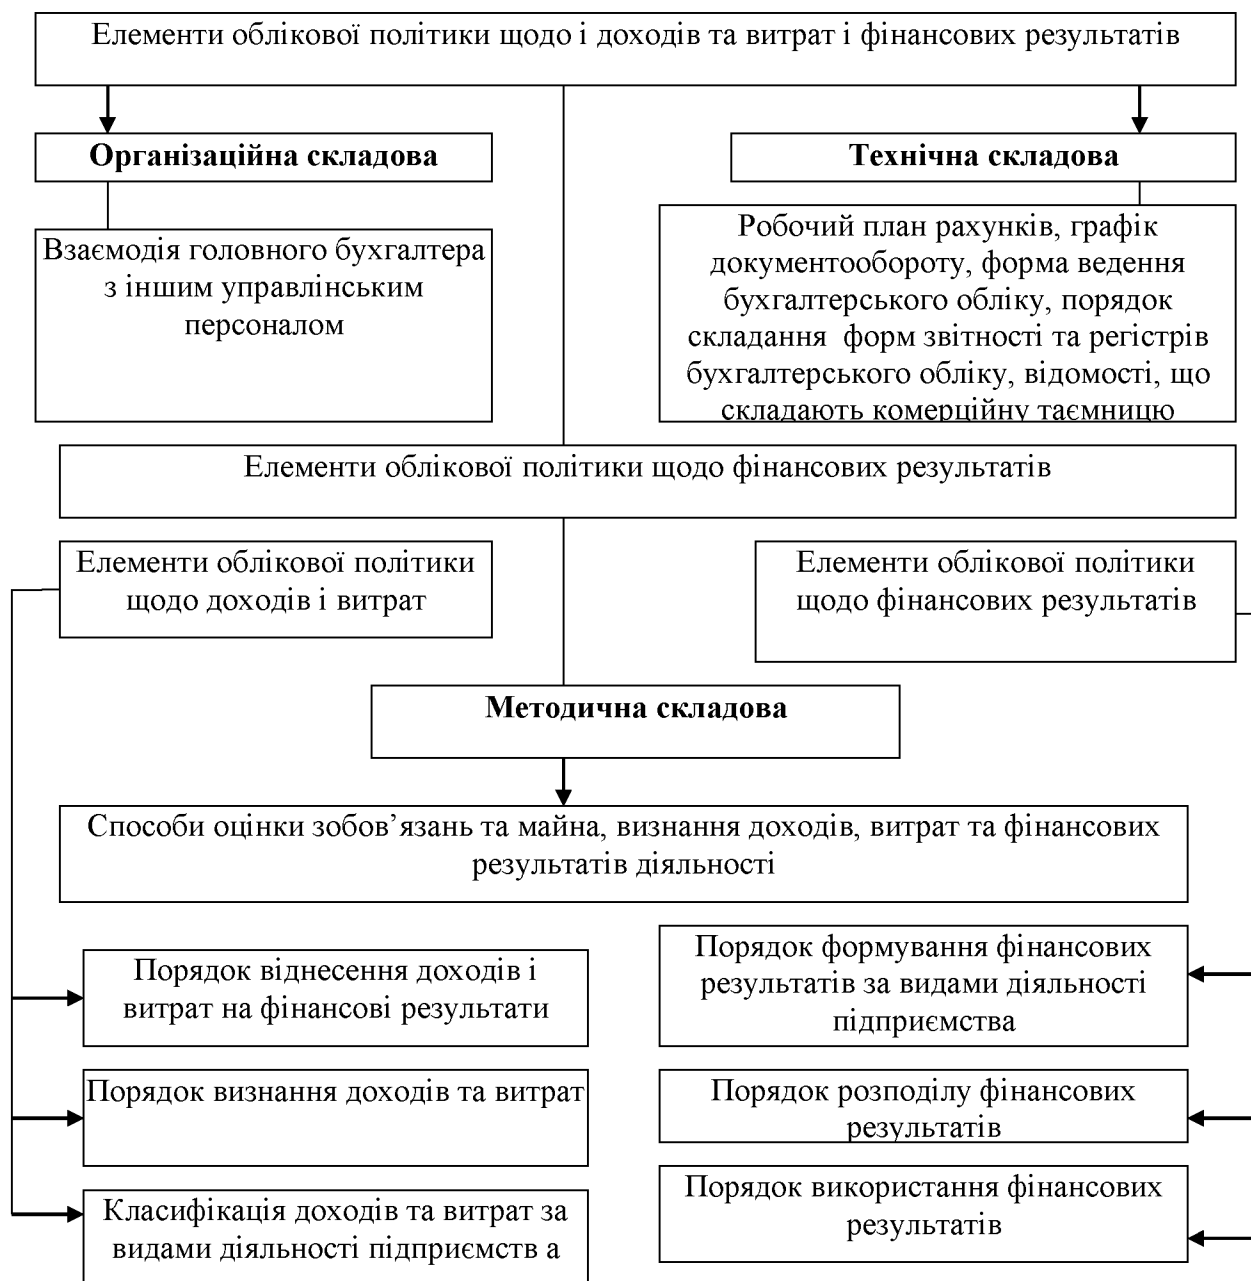 Елементи облікової політики щодо і доходів та витрат і фінансових результатів
Організаційна складова
Технічна складова
Взаємодія головного бухгалтера
з іншим управлінським
персоналом
Робочий план рахунків, графік
документообороту, форма ведення
бухгалтерського обліку, порядок
складання форм звітності та регістрів
бухгалтерського обліку, відомості, що
складають комерційну таємницю
Елементи облікової політики щодо фінансових результатів
Елементи облікової політики
щодо доходів і витрат
Елементи облікової політики
щодо фінансових результатів
Методична складова
Способи оцінки зобов’язань та майна, визнання доходів, витрат та фінансових
результатів діяльності
Порядок віднесення доходів і
витрат на фінансові результати
Порядок визнання доходів та витрат
Класифікація доходів та витрат за
видами діяльності підприємств а
Порядок формування фінансових
результатів за видами діяльності
підприємства
Порядок розподілу фінансових
результатів
Порядок використання фінансових
результатів